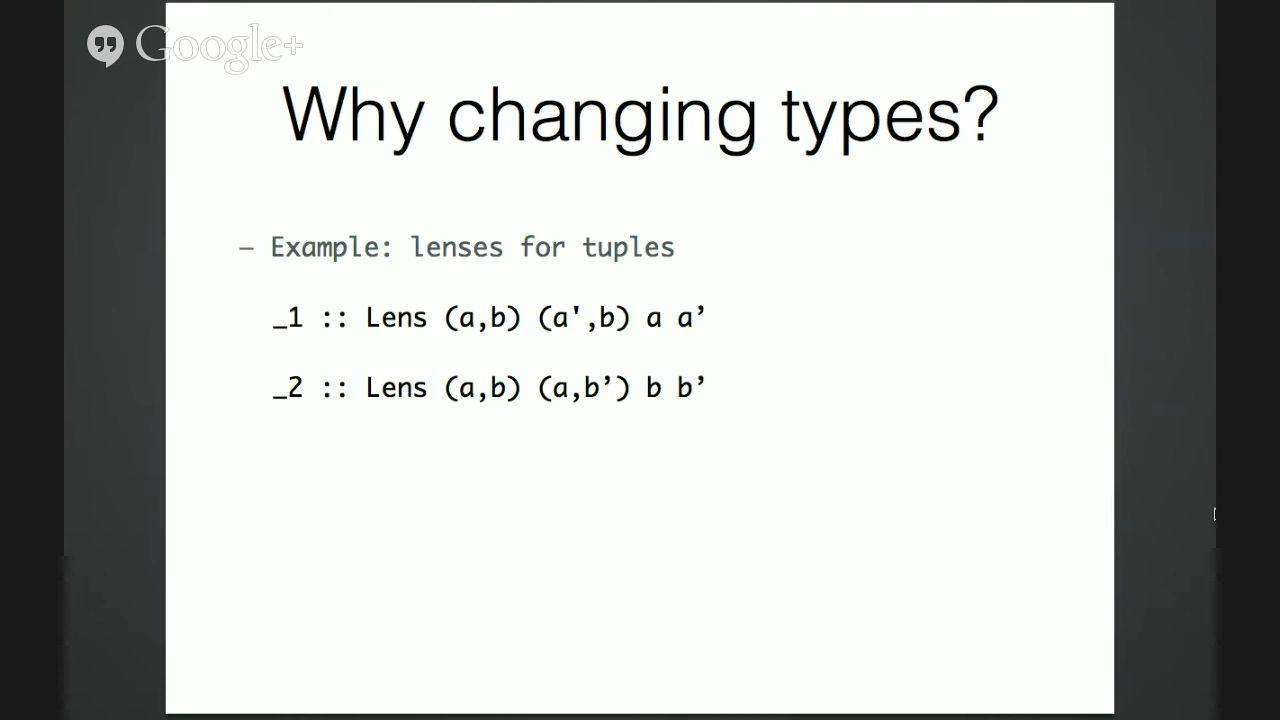 Google+
Why changing types?
– Example: lenses for tuples
_1 :: Lens (a,b) (a',b) a a’
_2 :: Lens (a,b) (a,b’) b b’